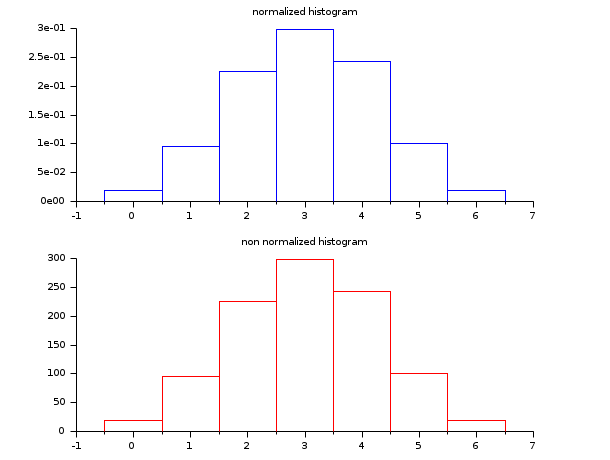 normalized histogram
3e-01
2.5e-01
2e-01
1.5e-01
1e-01
5e-02
0e00
-1 0 1 2 3 4 5 6 7
non normalized histogram
300
250
200
150
100
50
0
-1 0 1 2 3 4 5 6 7